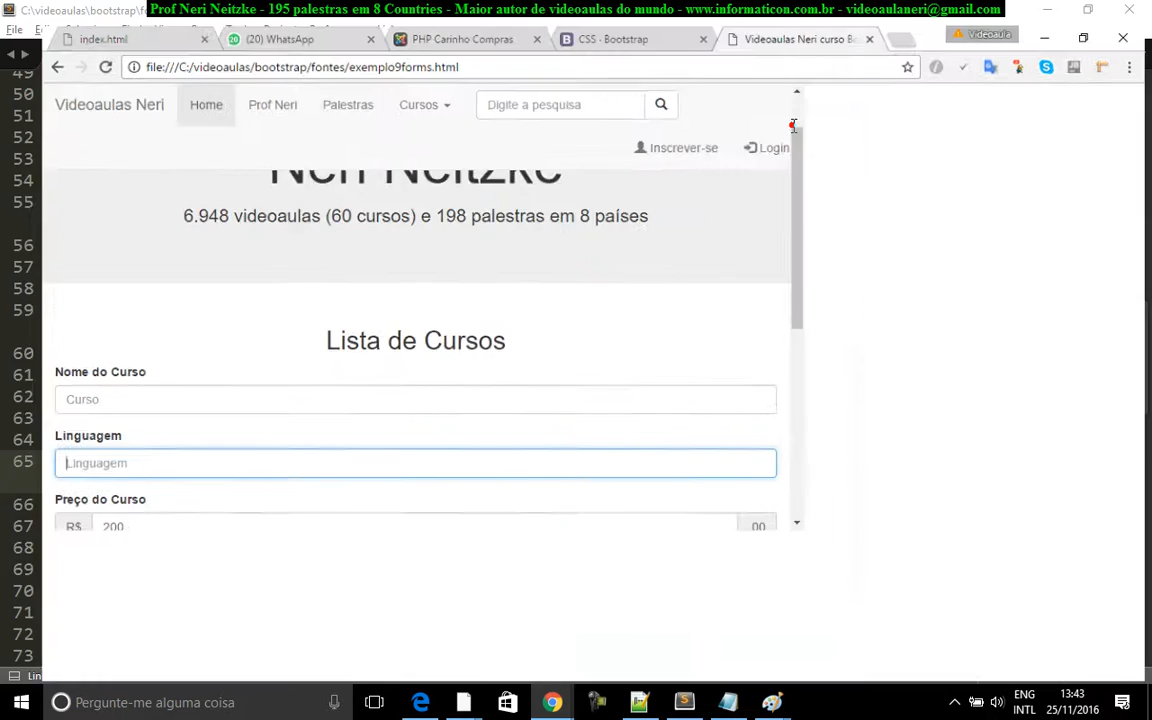 C:\videoaulas\bootstrap\fo
Prof Neri Neitzke - 195 palestras em 8 Countries - Maior autor de videoaulas do mundo - www.informaticon.com.br - videoaulaneri@gmail.com
File
index.html
(20) WhatsApp
PHP Carinho Compras
CSS · Bootstrap
Videoaulas Neri curso Bo
Videoaula
file:///C:/videoaulas/bootstrap/fontes/exemplo9forms.html
Videoaulas Neri
Home
Prof Neri
Palestras
Cursos
Digite a pesquisa
Inscrever-se
Login
Neri Neitzke
6.948 videoaulas (60 cursos) e 198 palestras em 8 países
Lista de Cursos
Nome do Curso
Curso
Linguagem
Linguagem
Preço do Curso
R$ 200 00
49
50
51
52
53
54
55
56
57
58
59
60
61
62
63
64
65
66
67
68
69
70
71
72
73
Lin
Pergunte-me alguma coisa
ENG
INTL
13:43
25/11/2016